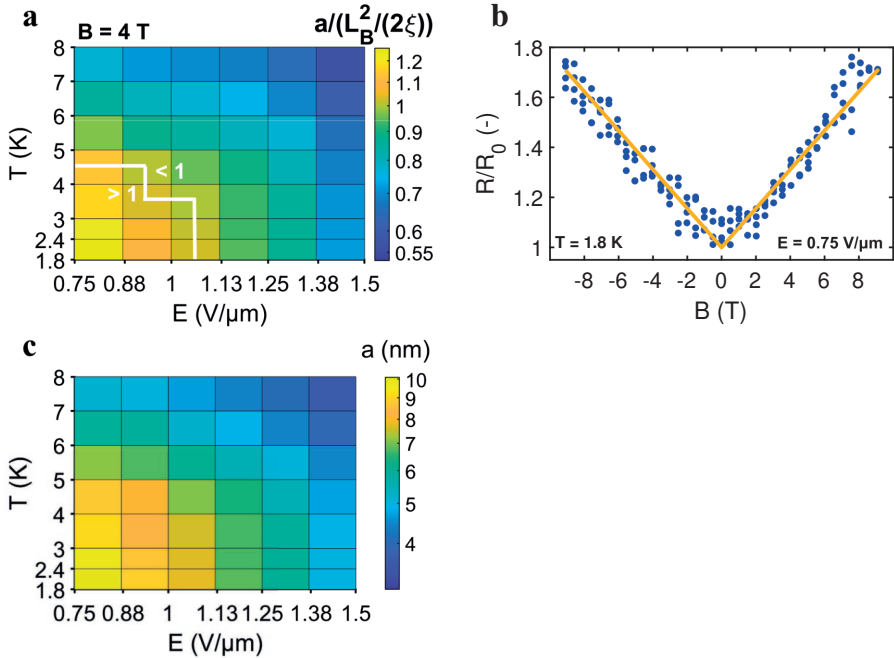 a
B = 4 T
a/(L_B^2/(2ξ))
8
7
6
5
4
3
2.4
1.8
T (K)
< 1
> 1
0.75 0.88 1 1.13 1.25 1.38 1.5
E (V/μm)
1.2
1.1
1
0.9
0.8
0.7
0.6
0.55
b
1.8
1.6
1.4
1.2
1
R/R_0 (-)
T = 1.8 K
E = 0.75 V/μm
-8 -6 -4 -2 0 2 4 6 8
B (T)
c
a (nm)
8
7
6
5
4
3
2.4
1.8
T (K)
0.75 0.88 1 1.13 1.25 1.38 1.5
E (V/μm)
10
9
8
7
6
5
4